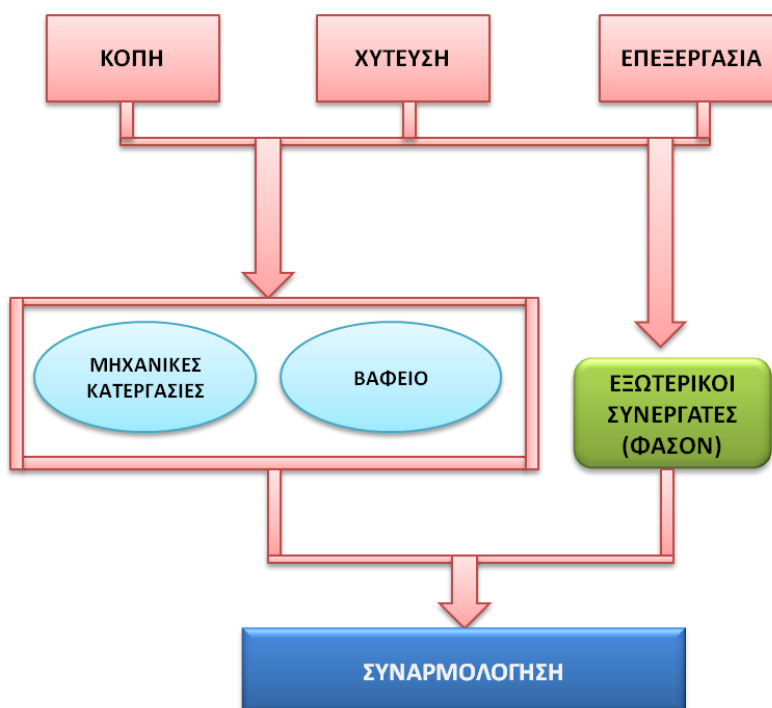 ΚΟΠΗ
ΧΥΤΕΥΣΗ
ΕΠΕΞΕΡΓΑΣΙΑ
ΜΗΧΑΝΙΚΕΣ
ΚΑΤΕΡΓΑΣΙΕΣ
ΒΑΦΕΙΟ
ΕΞΩΤΕΡΙΚΟΙ
ΣΥΝΕΡΓΑΤΕΣ
(ΦΑΣΟΝ)
ΣΥΝΑΡΜΟΛΟΓΗΣΗ